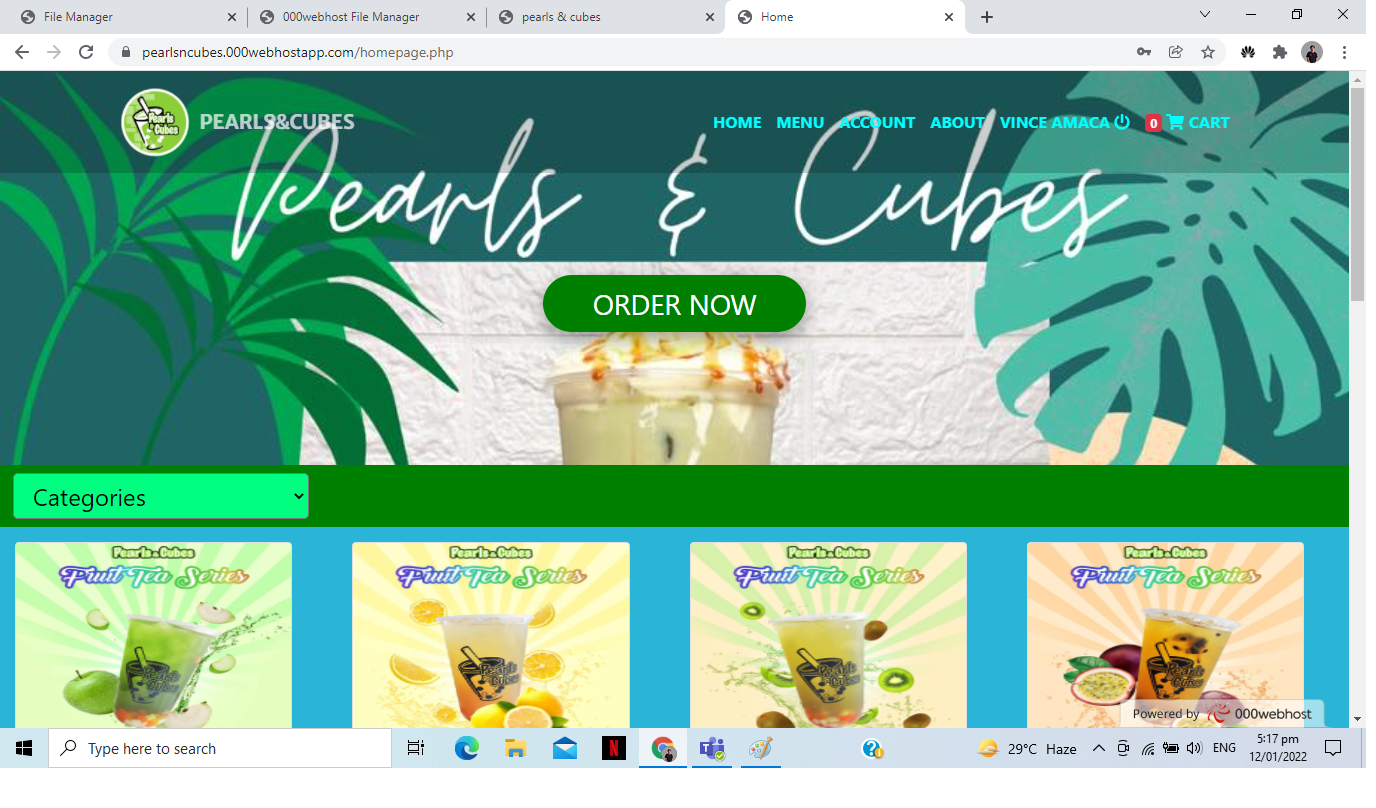 File Manager
000webhost File Manager
pearls & cubes
Home
pearlsncubes.000webhostapp.com/homepage.php
Pearls & Cubes
PEARLS&CUBES
HOME MENU ACCOUNT ABOUT VINCE AMACA 0 CART
Pearls & Cubes
ORDER NOW
Categories
Pearls & Cubes
Fruit Tea Series
Pearls & Cubes
Pearls & Cubes
Fruit Tea Series
Pearls & Cubes
Pearls & Cubes
Fruit Tea Series
Pearls & Cubes
Pearls & Cubes
Fruit Tea Series
Pearls & Cubes
Powered by 000webhost
Type here to search
29°C Haze
ENG
5:17 pm
12/01/2022